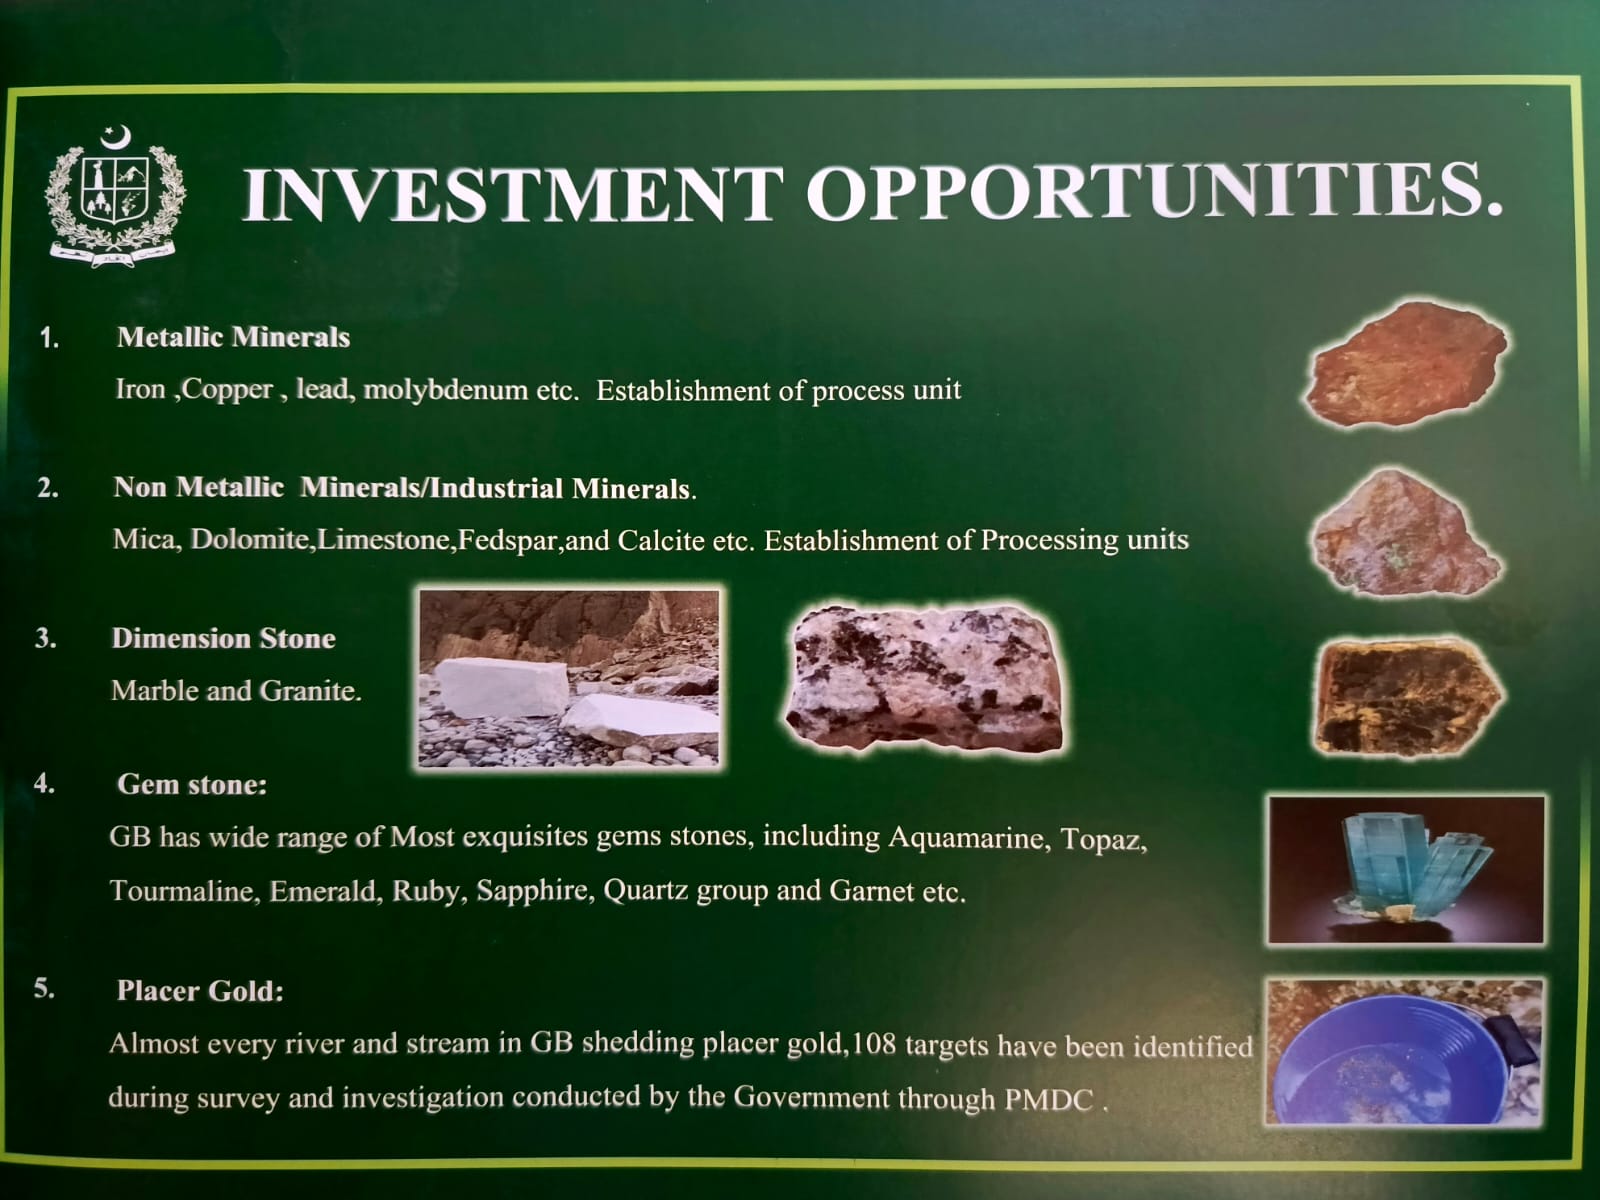 INVESTMENT OPPORTUNITIES.
1. Metallic Minerals
Iron ,Copper , lead, molybdenum etc. Establishment of process unit
2. Non Metallic Minerals/Industrial Minerals.
Mica, Dolomite,Limestone,Fedspar,and Calcite etc. Establishment of Processing units
3. Dimension Stone
Marble and Granite.
4. Gem stone:
GB has wide range of Most exquisites gems stones, including Aquamarine, Topaz,
Tourmaline, Emerald, Ruby, Sapphire, Quartz group and Garnet etc.
5. Placer Gold:
Almost every river and stream in GB shedding placer gold,108 targets have been identified
during survey and investigation conducted by the Government through PMDC .